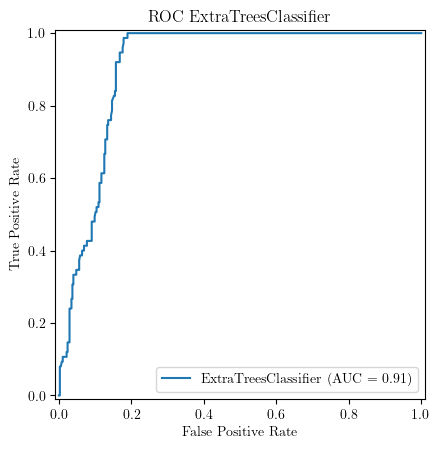 ROC ExtraTreesClassifier
1.0
0.8
0.6
0.4
0.2
0.0
True Positive Rate
ExtraTreesClassifier (AUC = 0.91)
0.0 0.2 0.4 0.6 0.8 1.0
False Positive Rate